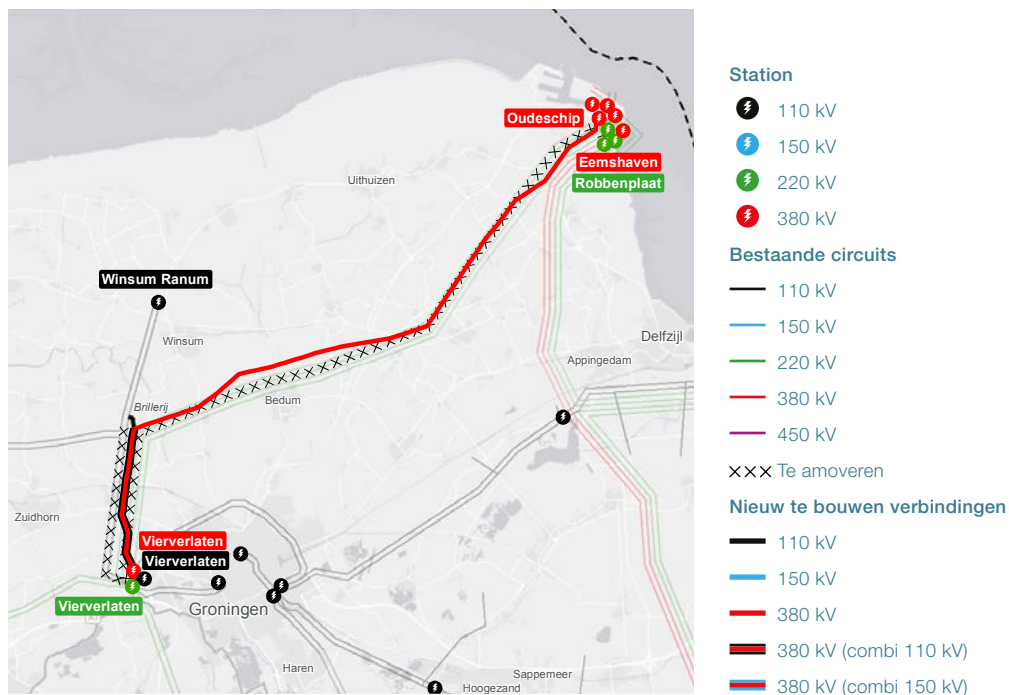 Oudeschip
Eemshaven
Robbenplaat
Uithuizen
Winsum Ranum
Winsum
Delfzijl
Appingedam
Bedum
Brillerij
Zuidhorn
Vierverlaten
Vierverlaten
Vierverlaten
Groningen
Haren
Sappemeer
Hoogezand
Station
110 kV
150 kV
220 kV
380 kV
Bestaande circuits
110 kV
150 kV
220 kV
380 kV
450 kV
Te amoveren
Nieuw te bouwen verbindingen
110 kV
150 kV
380 kV
380 kV (combi 110 kV)
380 kV (combi 150 kV)